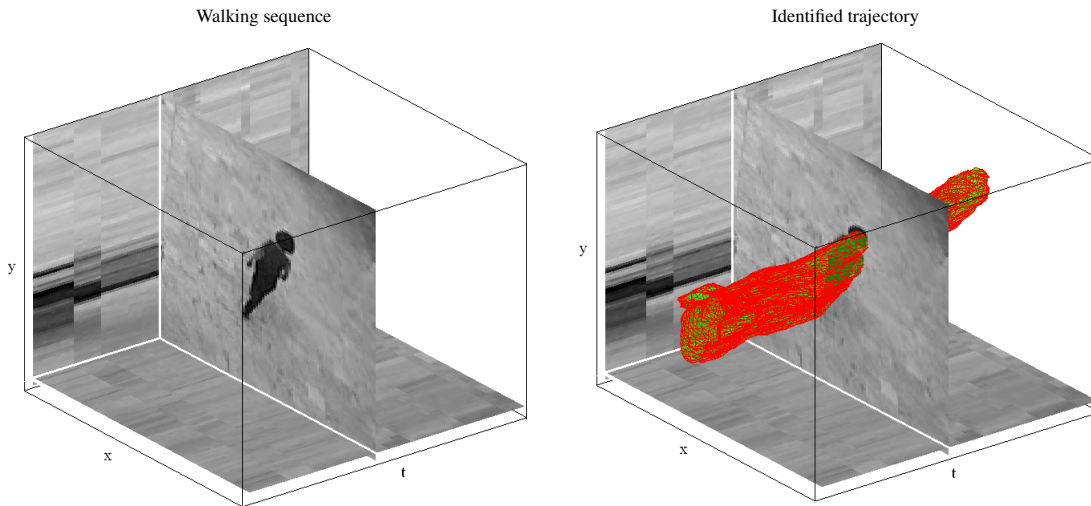 Walking sequence
Identified trajectory
y
x
t
y
x
t